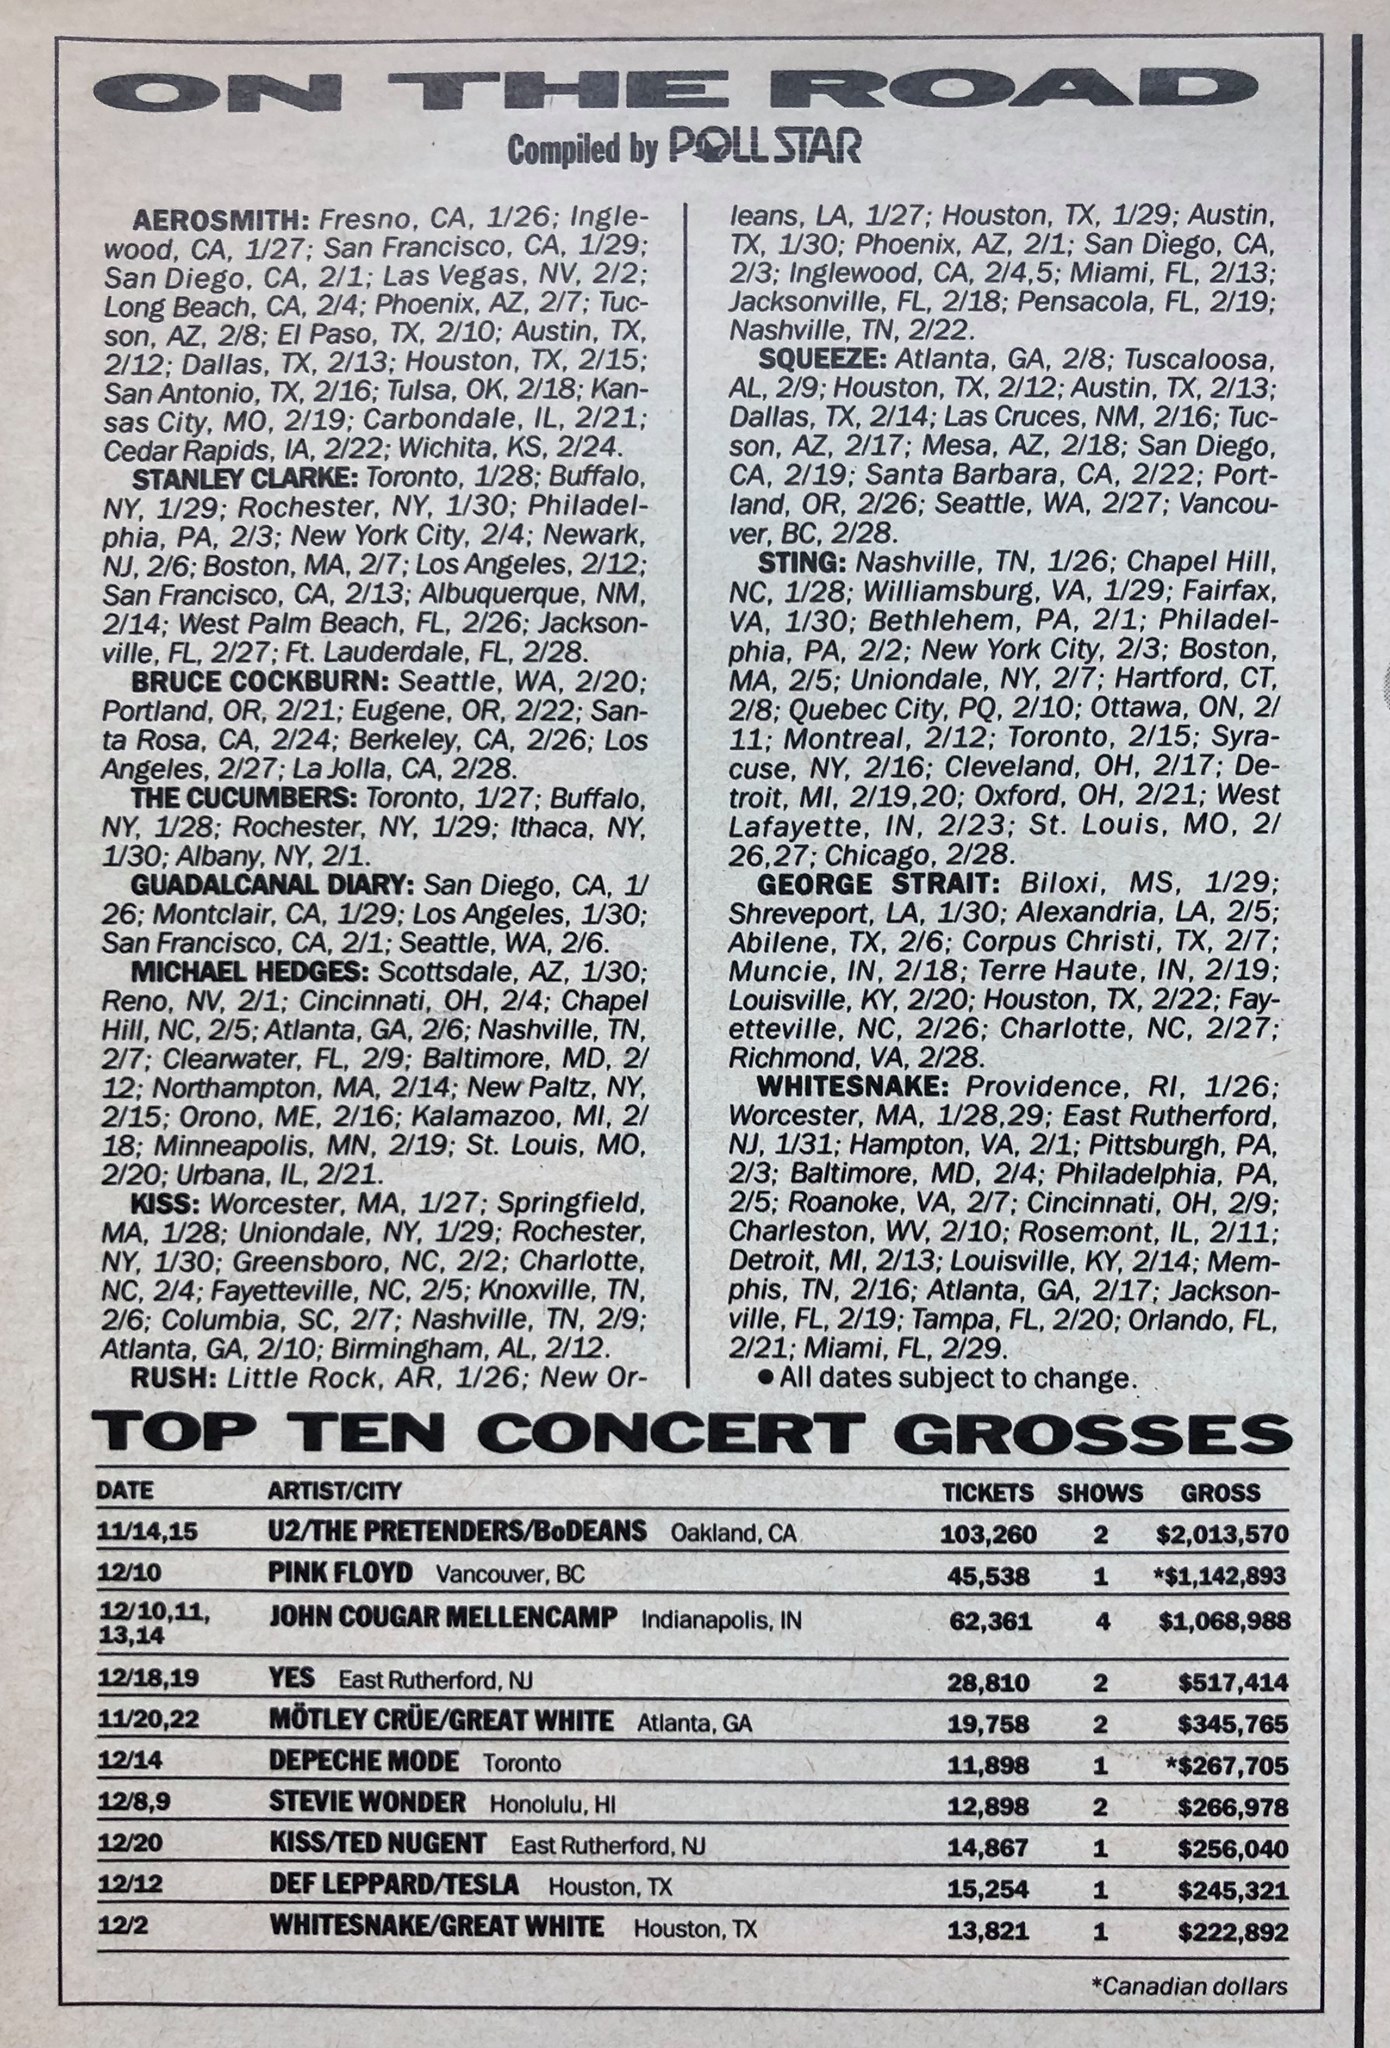 ON THE ROAD
Compiled by POLLSTAR
AEROSMITH: Fresno, CA, 1/26; Ingle-
wood, CA, 1/27; San Francisco, CA, 1/29;
San Diego, CA, 2/1; Las Vegas, NV, 2/2;
Long Beach, CA, 2/4; Phoenix, AZ, 2/7; Tuc-
son, AZ, 2/8; El Paso, TX, 2/10; Austin, TX,
2/12; Dallas, TX, 2/13; Houston, TX, 2/15;
San Antonio, TX, 2/16; Tulsa, OK, 2/18; Kan-
sas City, MO, 2/19; Carbondale, IL, 2/21;
Cedar Rapids, IA, 2/22; Wichita, KS, 2/24.
STANLEY CLARKE: Toronto, 1/28; Buffalo,
NY, 1/29; Rochester, NY, 1/30; Philadel-
phia, PA, 2/3; New York City, 2/4; Newark,
NJ, 2/6; Boston, MA, 2/7; Los Angeles, 2/12;
San Francisco, CA, 2/13; Albuquerque, NM,
2/14; West Palm Beach, FL, 2/26; Jackson-
ville, FL, 2/27; Ft. Lauderdale, FL, 2/28.
BRUCE COCKBURN: Seattle, WA, 2/20;
Portland, OR, 2/21; Eugene, OR, 2/22; San-
ta Rosa, CA, 2/24; Berkeley, CA, 2/26; Los
Angeles, 2/27; La Jolla, CA, 2/28.
THE CUCUMBERS: Toronto, 1/27; Buffalo,
NY, 1/28; Rochester, NY, 1/29; Ithaca, NY,
1/30; Albany, NY, 2/1.
GUADALCANAL DIARY: San Diego, CA, 1/
26; Montclair, CA, 1/29; Los Angeles, 1/30;
San Francisco, CA, 2/1; Seattle, WA, 2/6.
MICHAEL HEDGES: Scottsdale, AZ, 1/30;
Reno, NV, 2/1; Cincinnati, OH, 2/4; Chapel
Hill, NC, 2/5; Atlanta, GA, 2/6; Nashville, TN,
2/7; Clearwater, FL, 2/9; Baltimore, MD, 2/
12; Northampton, MA, 2/14; New Paltz, NY,
2/15; Orono, ME, 2/16; Kalamazoo, MI, 2/
18; Minneapolis, MN, 2/19; St. Louis, MO,
2/20; Urbana, IL, 2/21.
KISS: Worcester, MA, 1/27; Springfield,
MA, 1/28; Uniondale, NY, 1/29; Rochester,
NY, 1/30; Greensboro, NC, 2/2; Charlotte,
NC, 2/4; Fayetteville, NC, 2/5; Knoxville, TN,
2/6; Columbia, SC, 2/7; Nashville, TN, 2/9;
Atlanta, GA, 2/10; Birmingham, AL, 2/12.
RUSH: Little Rock, AR, 1/26; New Or-
leans, LA, 1/27; Houston, TX, 1/29; Austin,
TX, 1/30; Phoenix, AZ, 2/1; San Diego, CA,
2/3; Inglewood, CA, 2/4,5; Miami, FL, 2/13;
Jacksonville, FL, 2/18; Pensacola, FL, 2/19;
Nashville, TN, 2/22.
SQUEEZE: Atlanta, GA, 2/8; Tuscaloosa,
AL, 2/9; Houston, TX, 2/12; Austin, TX, 2/13;
Dallas, TX, 2/14; Las Cruces, NM, 2/16; Tuc-
son, AZ, 2/17; Mesa, AZ, 2/18; San Diego,
CA, 2/19; Santa Barbara, CA, 2/22; Port-
land, OR, 2/26; Seattle, WA, 2/27; Vancou-
ver, BC, 2/28.
STING: Nashville, TN, 1/26; Chapel Hill,
NC, 1/28; Williamsburg, VA, 1/29; Fairfax,
VA, 1/30; Bethlehem, PA, 2/1; Philadel-
phia, PA, 2/2; New York City, 2/3; Boston,
MA, 2/5; Uniondale, NY, 2/7; Hartford, CT,
2/8; Quebec City, PQ, 2/10; Ottawa, ON, 2/
11; Montreal, 2/12; Toronto, 2/15; Syra-
cuse, NY, 2/16; Cleveland, OH, 2/17; De-
troit, MI, 2/19,20; Oxford, OH, 2/21; West
Lafayette, IN, 2/23; St. Louis, MO, 2/
26,27; Chicago, 2/28.
GEORGE STRAIT: Biloxi, MS, 1/29;
Shreveport, LA, 1/30; Alexandria, LA, 2/5;
Abilene, TX, 2/6; Corpus Christi, TX, 2/7;
Muncie, IN, 2/18; Terre Haute, IN, 2/19;
Louisville, KY, 2/20; Houston, TX, 2/22; Fay-
etteville, NC, 2/26; Charlotte, NC, 2/27;
Richmond, VA, 2/28.
WHITESNAKE: Providence, RI, 1/26;
Worcester, MA, 1/28,29; East Rutherford,
NJ, 1/31; Hampton, VA, 2/1; Pittsburgh, PA,
2/3; Baltimore, MD, 2/4; Philadelphia, PA,
2/5; Roanoke, VA, 2/7; Cincinnati, OH, 2/9;
Charleston, WV, 2/10; Rosemont, IL, 2/11;
Detroit, MI, 2/13; Louisville, KY, 2/14; Mem-
phis, TN, 2/16; Atlanta, GA, 2/17; Jackson-
ville, FL, 2/19; Tampa, FL, 2/20; Orlando, FL,
2/21; Miami, FL, 2/29.
● All dates subject to change.
TOP TEN CONCERT GROSSES
DATE ARTIST/CITY TICKETS SHOWS GROSS
11/14,15 U2/THE PRETENDERS/BoDEANS Oakland, CA 103,260 2 $2,013,570
12/10 PINK FLOYD Vancouver, BC 45,538 1 *$1,142,893
12/10,11,
13,14 JOHN COUGAR MELLENCAMP Indianapolis, IN 62,361 4 $1,068,988
12/18,19 YES East Rutherford, NJ 28,810 2 $517,414
11/20,22 MÖTLEY CRÜE/GREAT WHITE Atlanta, GA 19,758 2 $345,765
12/14 DEPECHE MODE Toronto 11,898 1 *$267,705
12/8,9 STEVIE WONDER Honolulu, HI 12,898 2 $266,978
12/20 KISS/TED NUGENT East Rutherford, NJ 14,867 1 $256,040
12/12 DEF LEPPARD/TESLA Houston, TX 15,254 1 $245,321
12/2 WHITESNAKE/GREAT WHITE Houston, TX 13,821 1 $222,892
*Canadian dollars